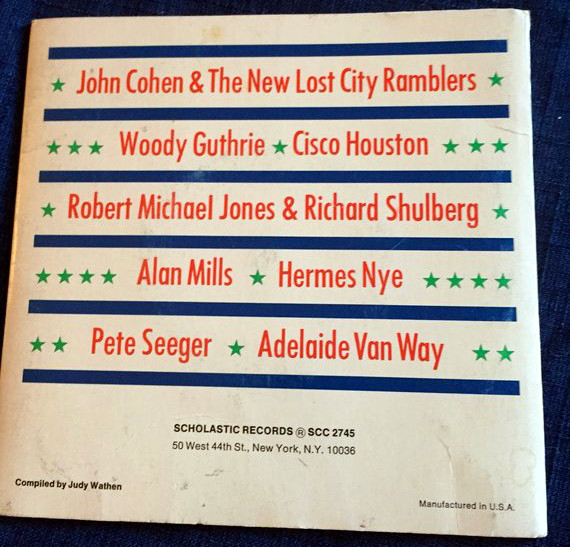 ★ John Cohen & The New Lost City Ramblers ★
★★★ Woody Guthrie ★ Cisco Houston ★★★
★ Robert Michael Jones & Richard Shulberg ★
★★★★ Alan Mills ★ Hermes Nye ★★★★
★★ Pete Seeger ★ Adelaide Van Way ★★
SCHOLASTIC RECORDS ® SCC 2745
50 West 44th St., New York, N.Y. 10036
Compiled by Judy Wathen
Manufactured in U.S.A.